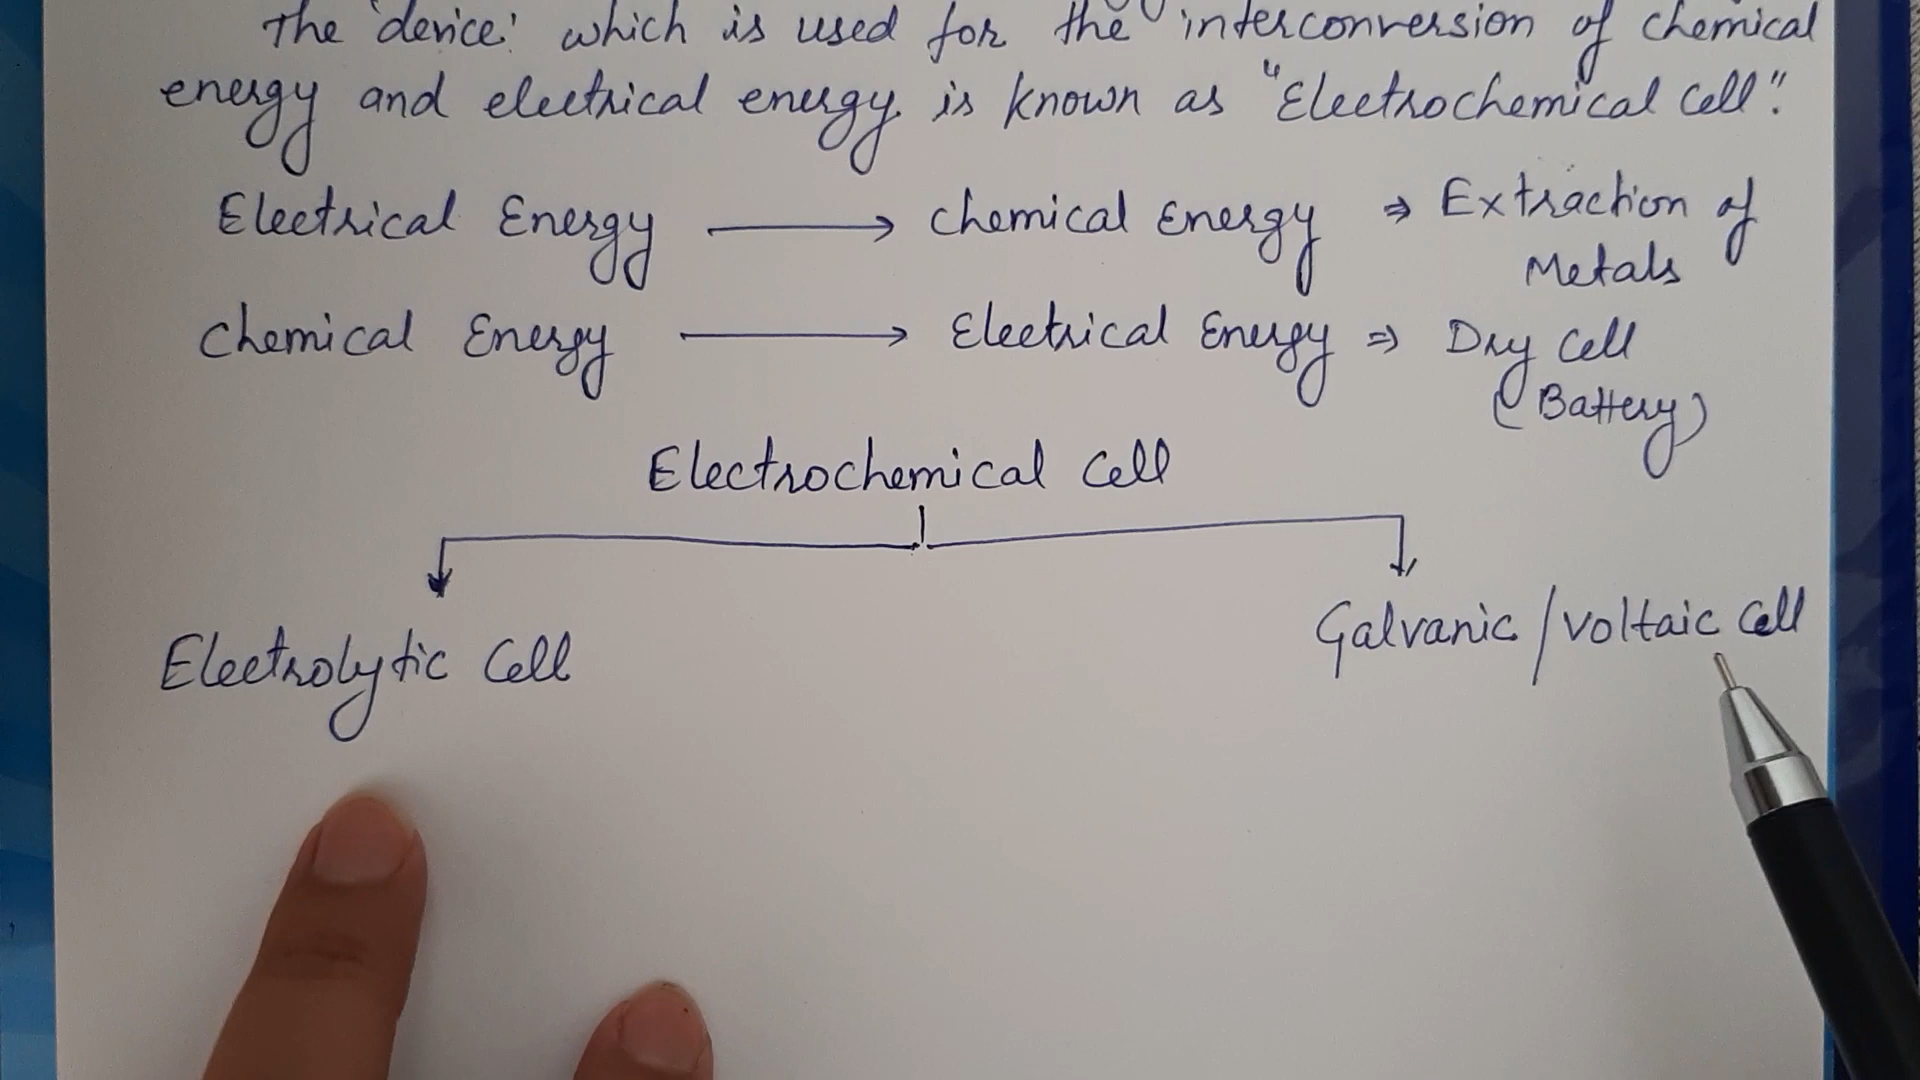 The 'device' which is used for the interconversion of chemical
energy and electrical energy is known as "Electrochemical Cell".
Electrical Energy ⟶ Chemical Energy ⇒ Extraction of
Metals
Chemical Energy ⟶ Electrical Energy ⇒ Dry Cell
(Battery)
Electrochemical Cell
Electrolytic Cell
Galvanic/Voltaic Cell